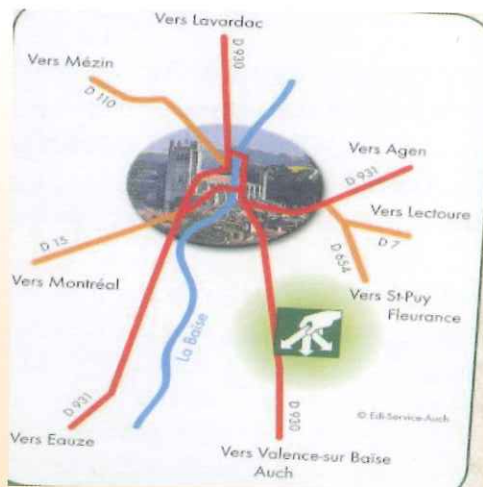 Vers Lavardac
D 930
Vers Mézin
D 110
Vers Agen
D 931
Vers Lectoure
D 7
D 654
D 15
Vers Montréal
Vers St-Puy
Fleurance
La Baïse
D 931
D 930
© Edi-Service-Auch
Vers Eauze
Vers Valence-sur Baïse
Auch